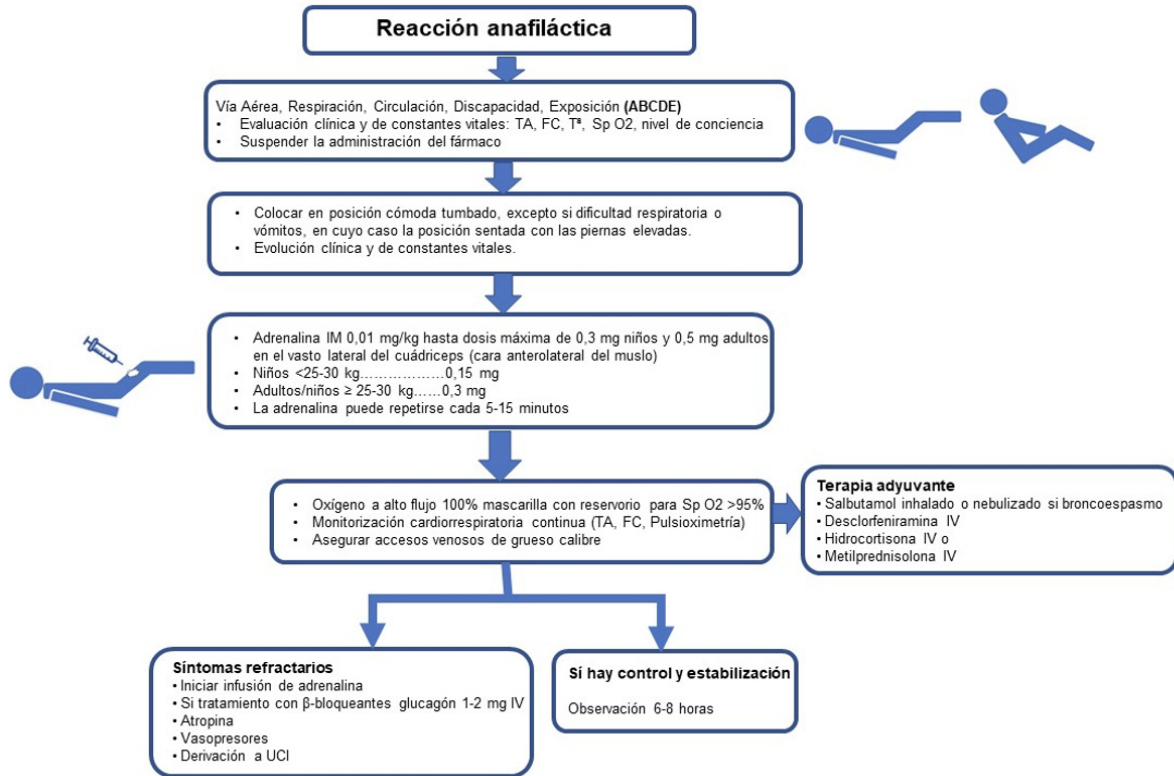 Reacción anafiláctica
Vía Aérea, Respiración, Circulación, Discapacidad, Exposición (ABCDE)
• Evaluación clínica y de constantes vitales: TA, FC, Tª, Sp O2, nivel de conciencia
• Suspender la administración del fármaco
• Colocar en posición cómoda tumbado, excepto si dificultad respiratoria o
vómitos, en cuyo caso la posición sentada con las piernas elevadas.
• Evolución clínica y de constantes vitales.
• Adrenalina IM 0,01 mg/kg hasta dosis máxima de 0,3 mg niños y 0,5 mg adultos
en el vasto lateral del cuádriceps (cara anterolateral del muslo)
• Niños <25-30 kg………………0,15 mg
• Adultos/niños ≥ 25-30 kg……0,3 mg
• La adrenalina puede repetirse cada 5-15 minutos
• Oxígeno a alto flujo 100% mascarilla con reservorio para Sp O2 >95%
• Monitorización cardiorrespiratoria continua (TA, FC, Pulsioximetría)
• Asegurar accesos venosos de grueso calibre
Terapia adyuvante
• Salbutamol inhalado o nebulizado si broncoespasmo
• Desclorfeniramina IV
• Hidrocortisona IV o
• Metilprednisolona IV
Síntomas refractarios
• Iniciar infusión de adrenalina
• Si tratamiento con β-bloqueantes glucagón 1-2 mg IV
• Atropina
• Vasopresores
• Derivación a UCI
Sí hay control y estabilización
Observación 6-8 horas